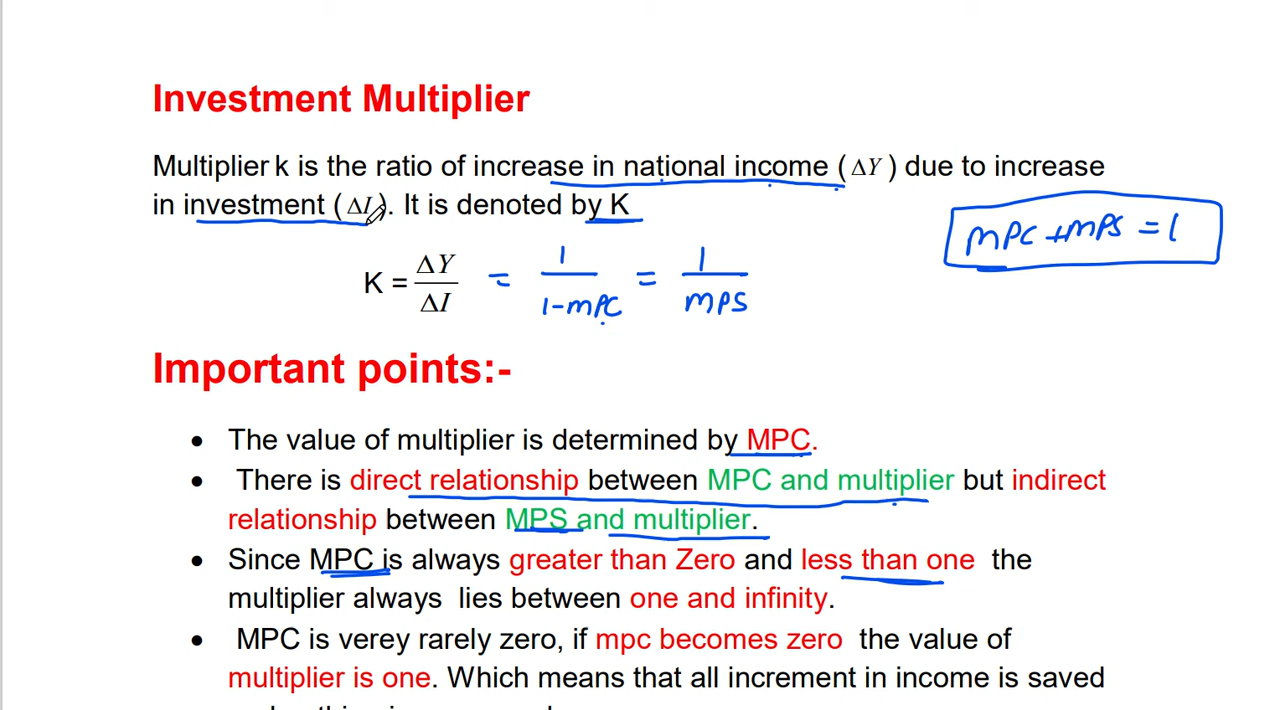 Investment Multiplier
Multiplier k is the ratio of increase in national income (ΔY) due to increase
in investment (ΔI). It is denoted by K
mPC + mPS = 1
K = ΔY/ΔI = 1/(1-mPC) = 1/mPS
Important points:-
• The value of multiplier is determined by MPC.
• There is direct relationship between MPC and multiplier but indirect
relationship between MPS and multiplier.
• Since MPC is always greater than Zero and less than one the
multiplier always lies between one and infinity.
• MPC is verey rarely zero, if mpc becomes zero the value of
multiplier is one. Which means that all increment in income is saved